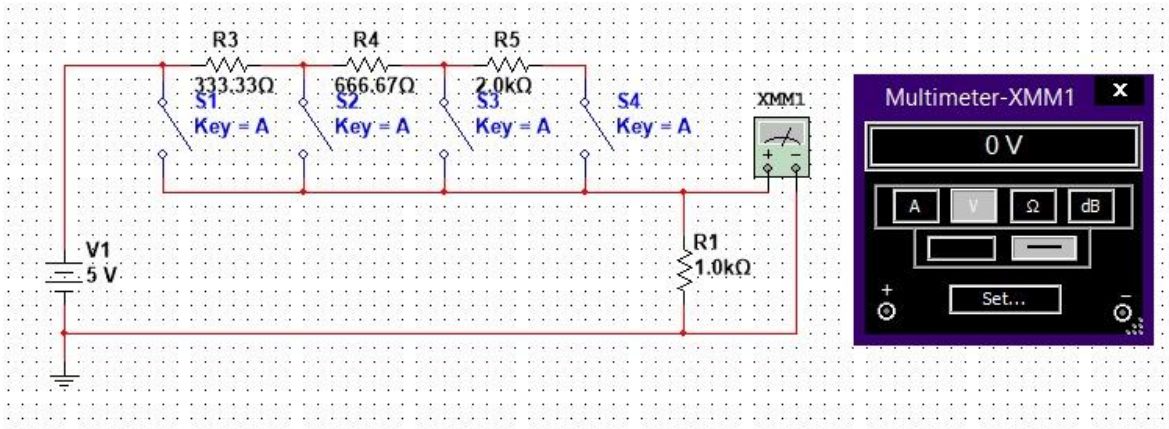 R3
333.33Ω
R4
666.67Ω
R5
2.0kΩ
S1
Key = A
S2
Key = A
S3
Key = A
S4
Key = A
XMM1
+ −
V1
5 V
R1
1.0kΩ
Multimeter-XMM1
x
0 V
A
V
Ω
dB
+
Set...
−